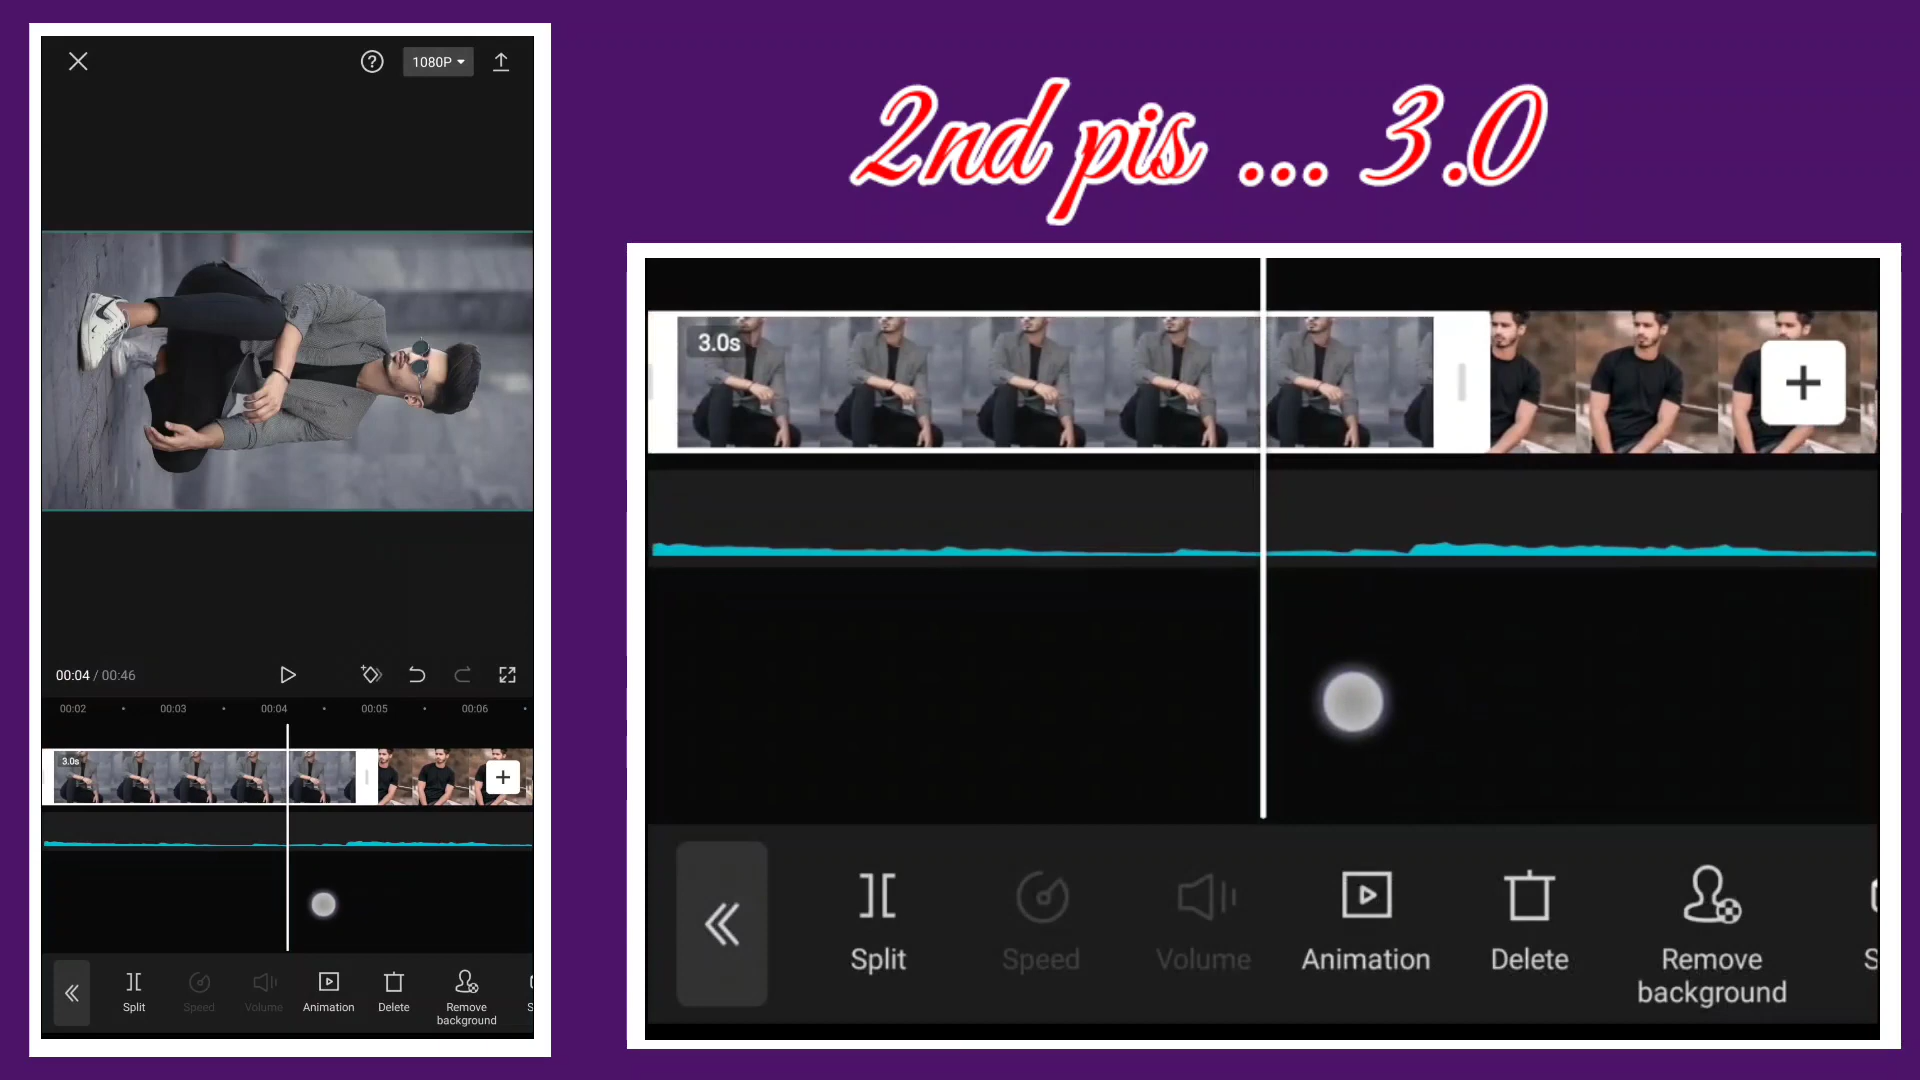 1080P
2nd pis ... 3.0
00:04 / 00:46
00:02 00:03 00:04 00:05 00:06
3.0s
Split Speed Volume Animation Delete Remove background S
3.0s
Split Speed Volume Animation Delete Remove background S